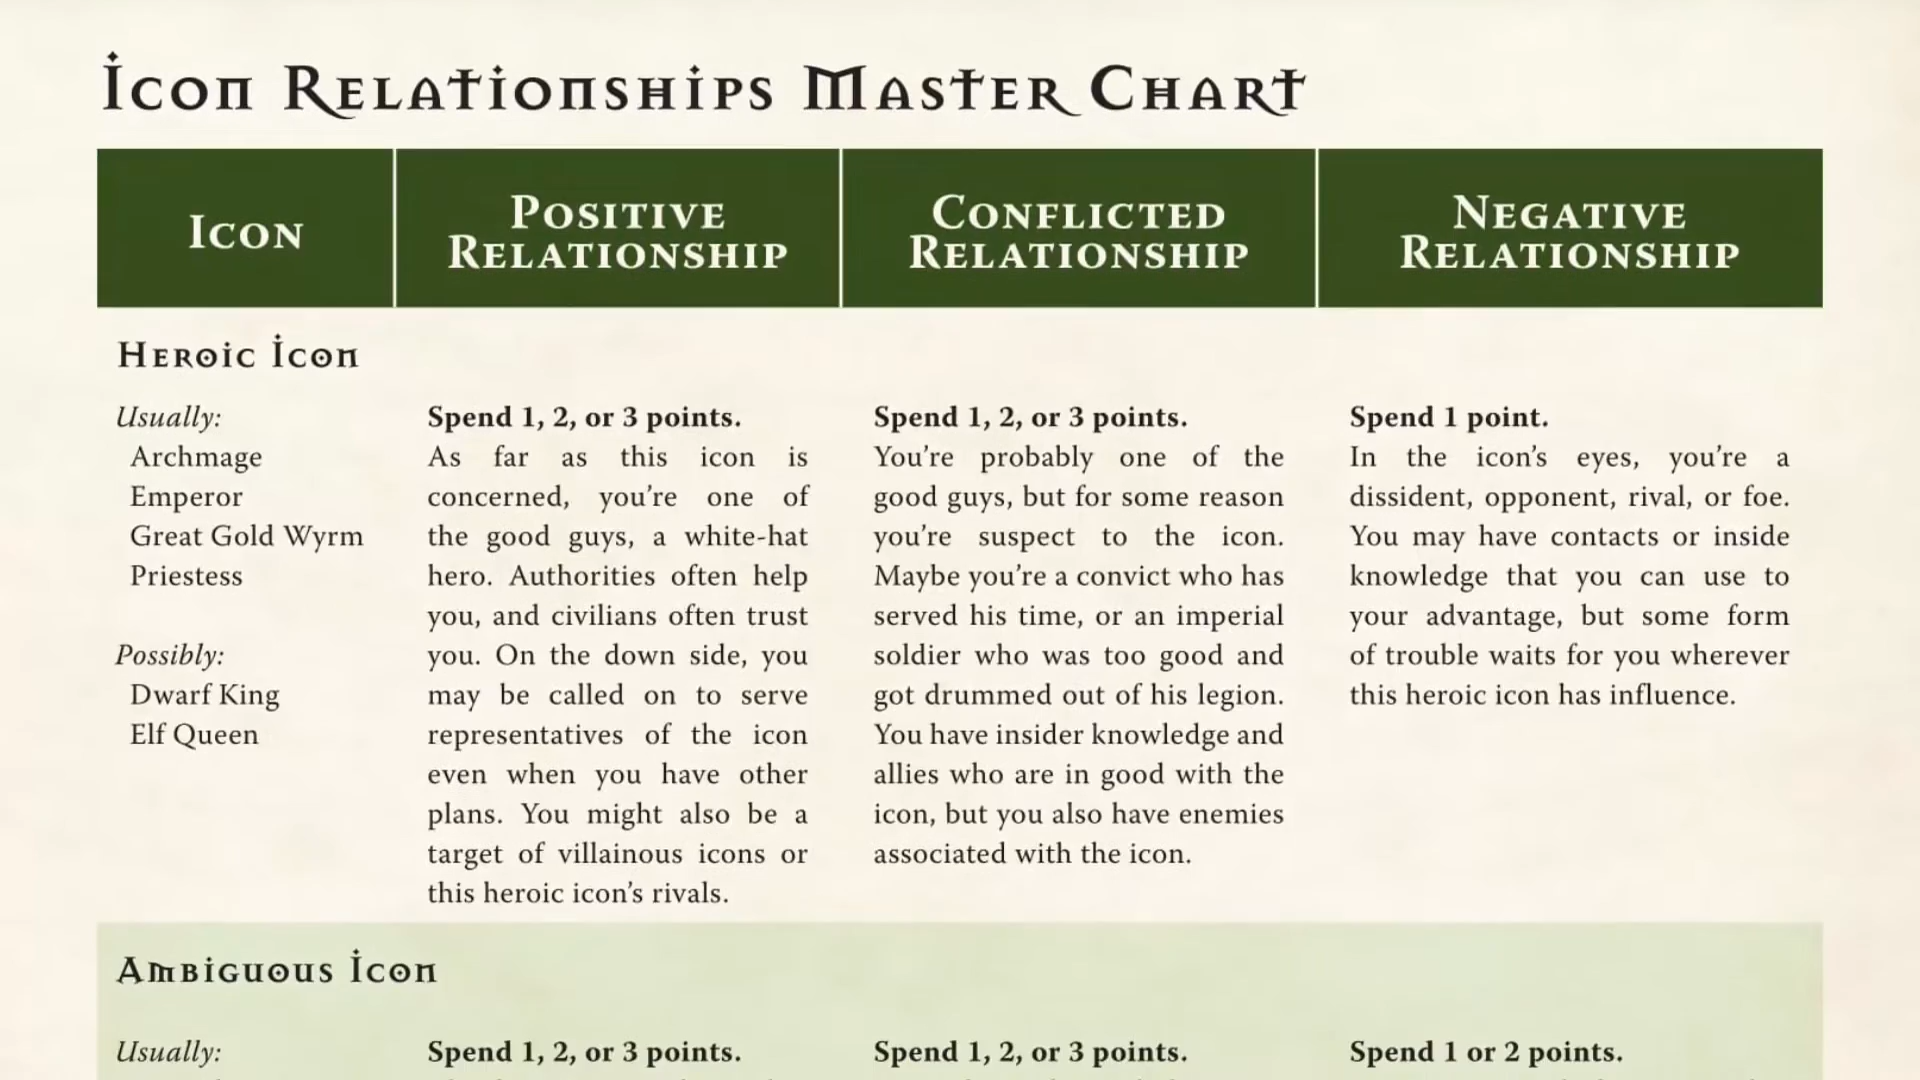 Icon Relationships Master Chart
Icon
Positive
Relationship
Conflicted
Relationship
Negative
Relationship
Heroic Icon
Usually:
Archmage
Emperor
Great Gold Wyrm
Priestess
Possibly:
Dwarf King
Elf Queen
Spend 1, 2, or 3 points.
As far as this icon is
concerned, you're one of
the good guys, a white-hat
hero. Authorities often help
you, and civilians often trust
you. On the down side, you
may be called on to serve
representatives of the icon
even when you have other
plans. You might also be a
target of villainous icons or
this heroic icon's rivals.
Spend 1, 2, or 3 points.
You're probably one of the
good guys, but for some reason
you're suspect to the icon.
Maybe you're a convict who has
served his time, or an imperial
soldier who was too good and
got drummed out of his legion.
You have insider knowledge and
allies who are in good with the
icon, but you also have enemies
associated with the icon.
Spend 1 point.
In the icon's eyes, you're a
dissident, opponent, rival, or foe.
You may have contacts or inside
knowledge that you can use to
your advantage, but some form
of trouble waits for you wherever
this heroic icon has influence.
Ambiguous Icon
Usually:
Spend 1, 2, or 3 points.
Spend 1, 2, or 3 points.
Spend 1 or 2 points.